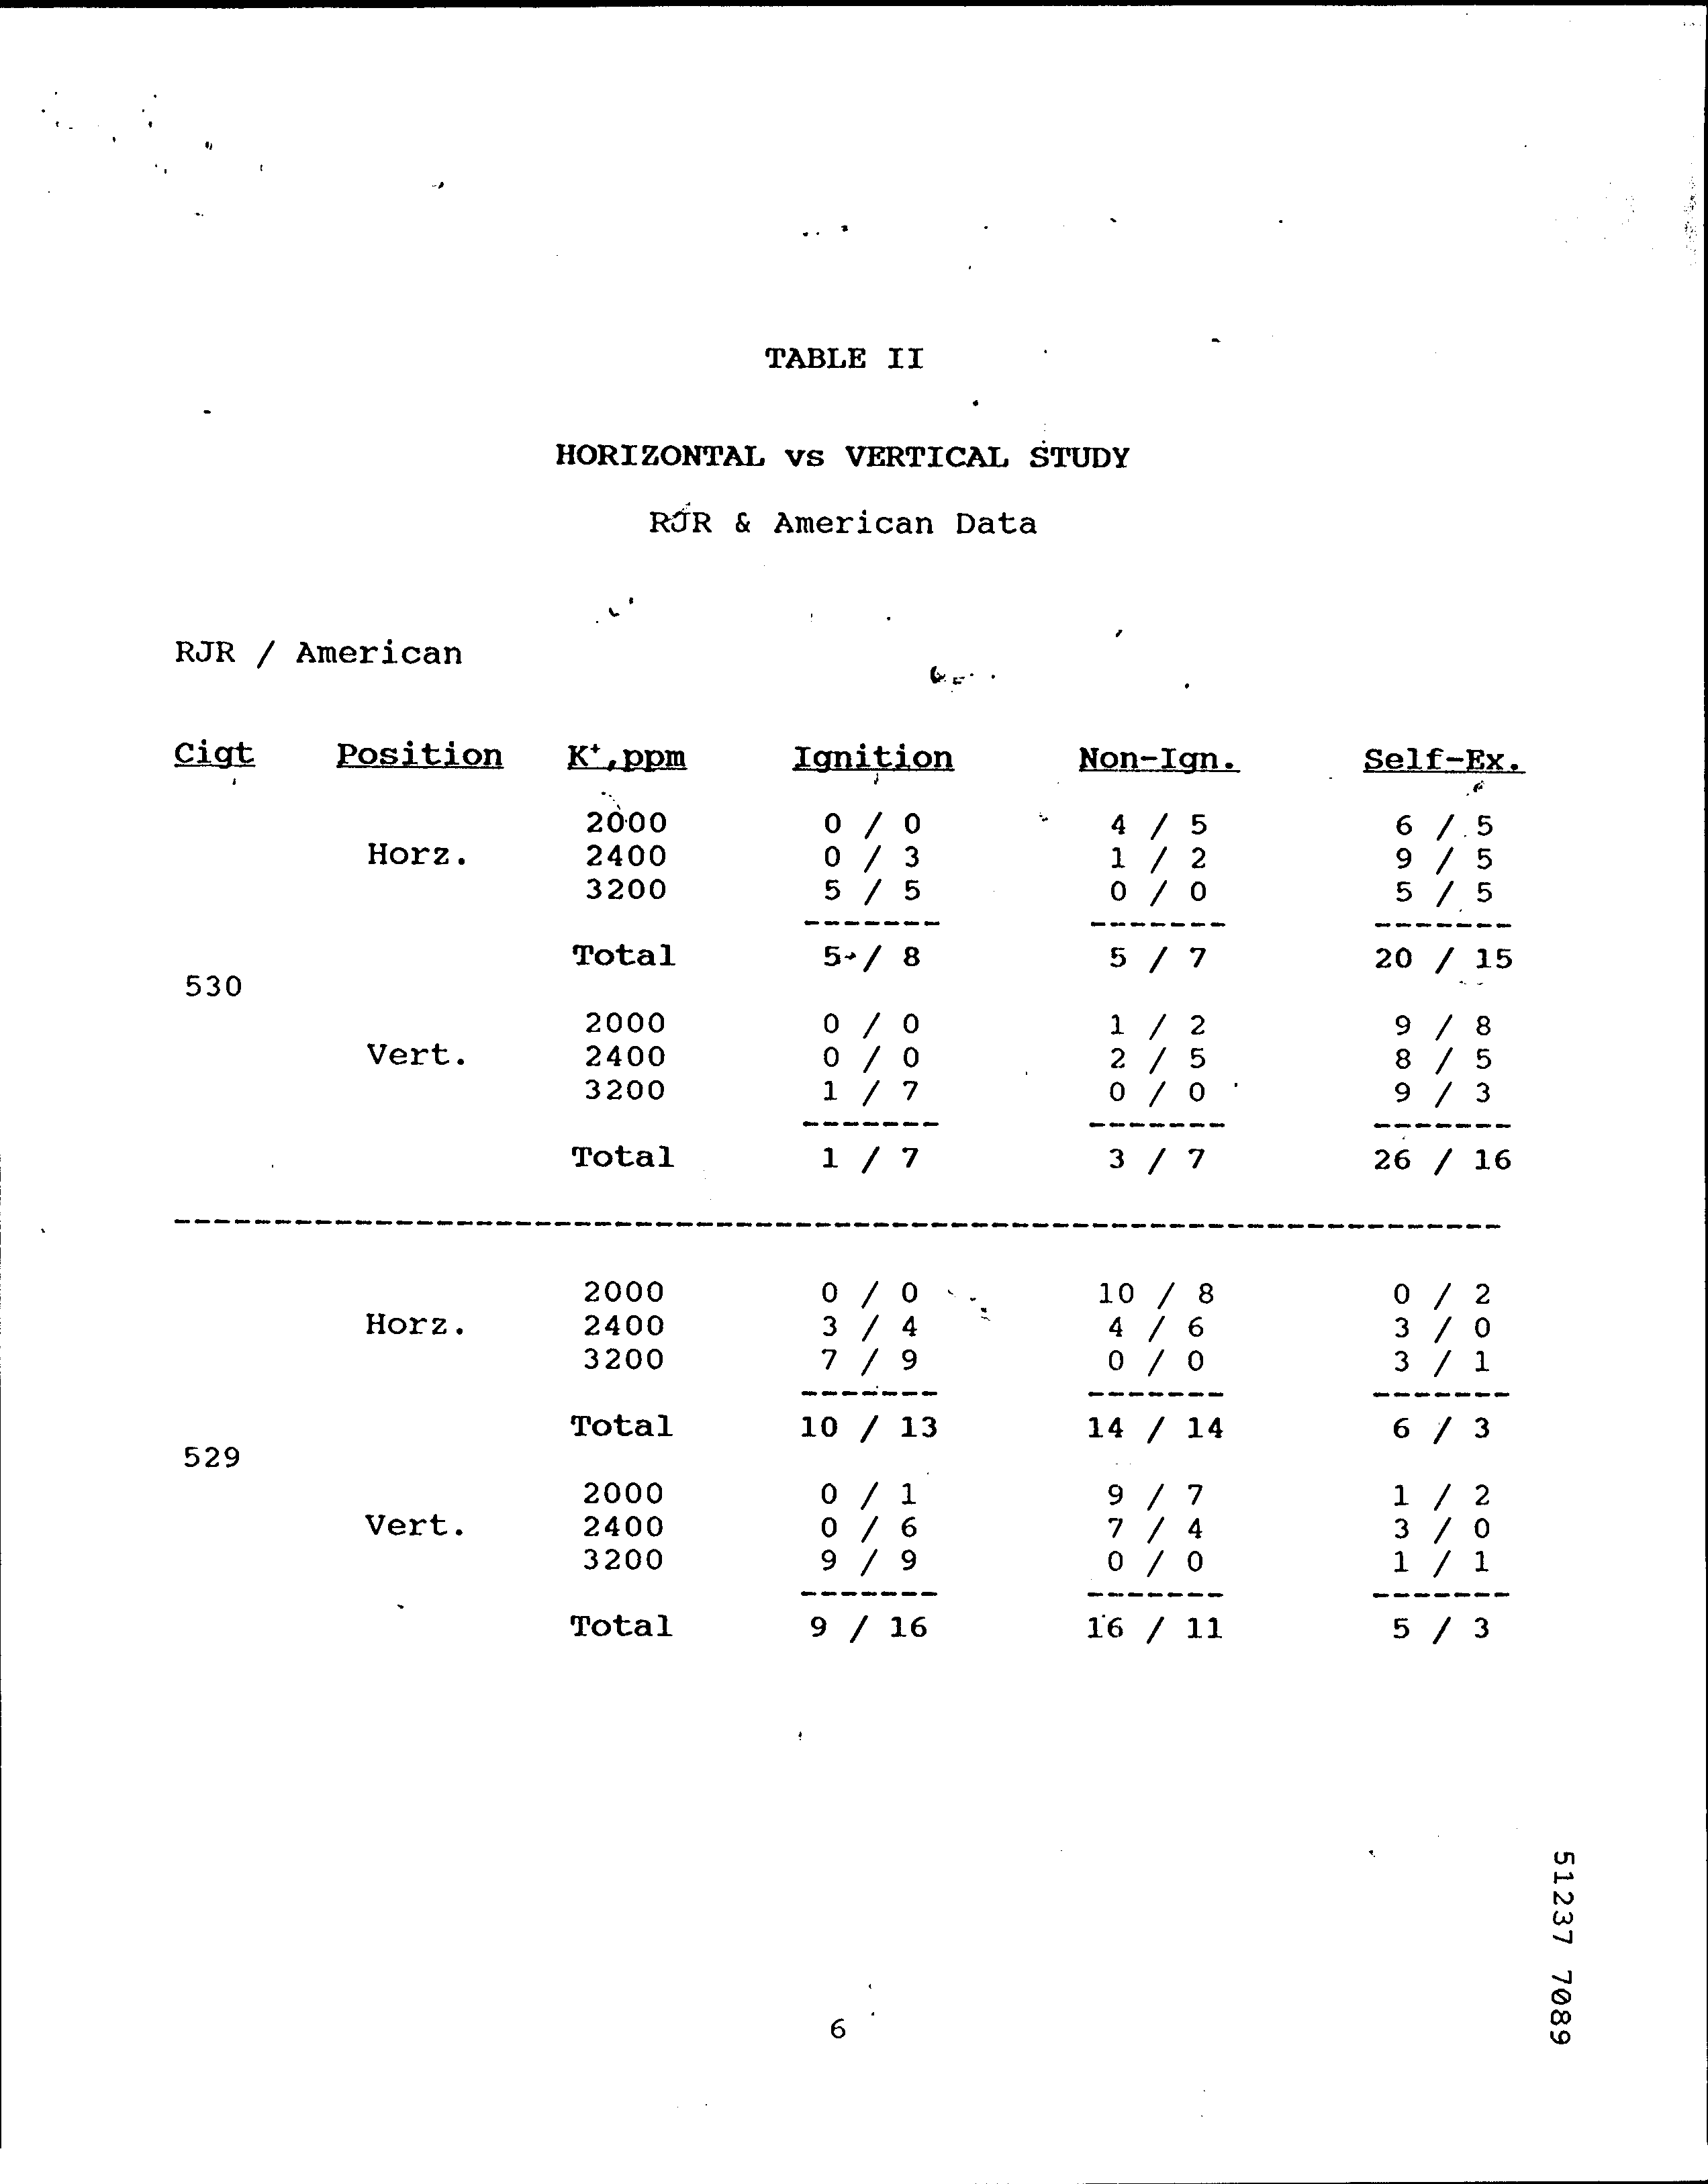 TABLE II
HORIZONTAL vs VERTICAL STUDY
RJR & American Data
RJR / American
Cigt Position K+,ppm Ignition Non-Ign. Self-Ex.
2000 0 / 0 4 / 5 6 / 5
Horz. 2400 0 / 3 1 / 2 9 / 5
3200 5 / 5 0 / 0 5 / 5
Total 5 / 8 5 / 7 20 / 15
530
2000 0 / 0 1 / 2 9 / 8
Vert. 2400 0 / 0 2 / 5 8 / 5
3200 1 / 7 0 / 0 9 / 3
Total 1 / 7 3 / 7 26 / 16
2000 0 / 0 10 / 8 0 / 2
Horz. 2400 3 / 4 4 / 6 3 / 0
3200 7 / 9 0 / 0 3 / 1
Total 10 / 13 14 / 14 6 / 3
529
2000 0 / 1 9 / 7 1 / 2
Vert. 2400 0 / 6 7 / 4 3 / 0
3200 9 / 9 0 / 0 1 / 1
Total 9 / 16 16 / 11 5 / 3
6
51237 7089